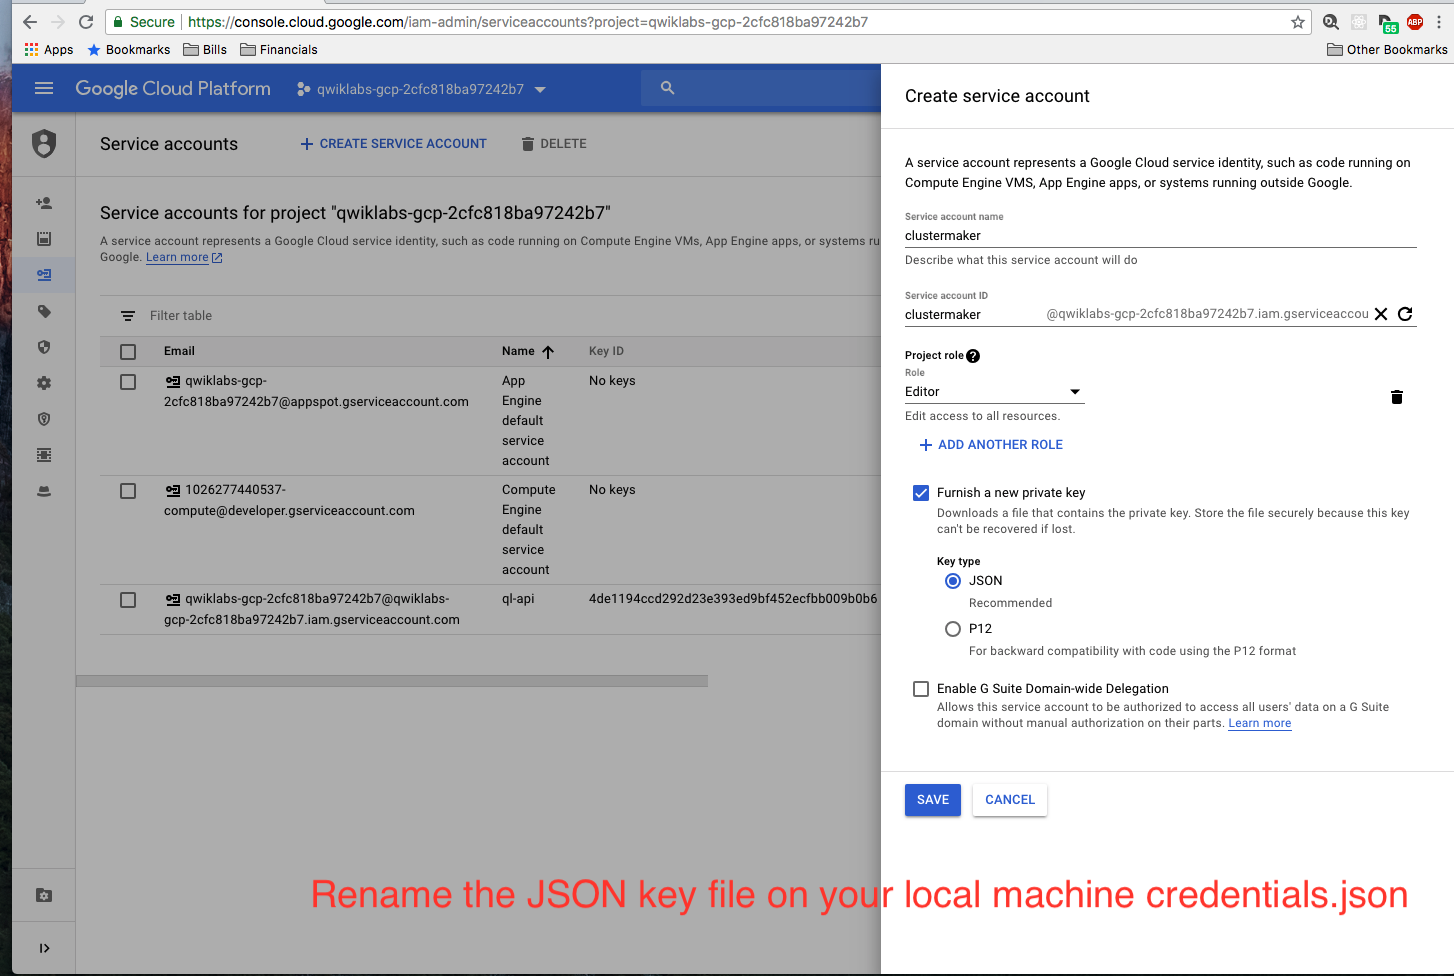 Secure https://console.cloud.google.com/iam-admin/serviceaccounts?project=qwiklabs-gcp-2cfc818ba97242b7
55
ABP
Apps Bookmarks Bills Financials Other Bookmarks
Google Cloud Platform qwiklabs-gcp-2cfc818ba97242b7
Service accounts CREATE SERVICE ACCOUNT DELETE
Service accounts for project "qwiklabs-gcp-2cfc818ba97242b7"
A service account represents a Google Cloud service identity, such as code running on Compute Engine VMs, App Engine apps, or systems ru
Google. Learn more
Filter table
Email Name Key ID
qwiklabs-gcp-
2cfc818ba97242b7@appspot.gserviceaccount.com
App
Engine
default
service
account
No keys
1026277440537-
compute@developer.gserviceaccount.com
Compute
Engine
default
service
account
No keys
qwiklabs-gcp-2cfc818ba97242b7@qwiklabs-
gcp-2cfc818ba97242b7.iam.gserviceaccount.com
ql-api
4de1194ccd292d23e393ed9bf452ecfbb009b0b6
Create service account
A service account represents a Google Cloud service identity, such as code running on
Compute Engine VMS, App Engine apps, or systems running outside Google.
Service account name
clustermaker
Describe what this service account will do
Service account ID
clustermaker @qwiklabs-gcp-2cfc818ba97242b7.iam.gserviceaccou
Project role
Role
Editor
Edit access to all resources.
ADD ANOTHER ROLE
Furnish a new private key
Downloads a file that contains the private key. Store the file securely because this key
can't be recovered if lost.
Key type
JSON
Recommended
P12
For backward compatibility with code using the P12 format
Enable G Suite Domain-wide Delegation
Allows this service account to be authorized to access all users' data on a G Suite
domain without manual authorization on their parts. Learn more
SAVE CANCEL
Rename the JSON key file on your local machine credentials.json